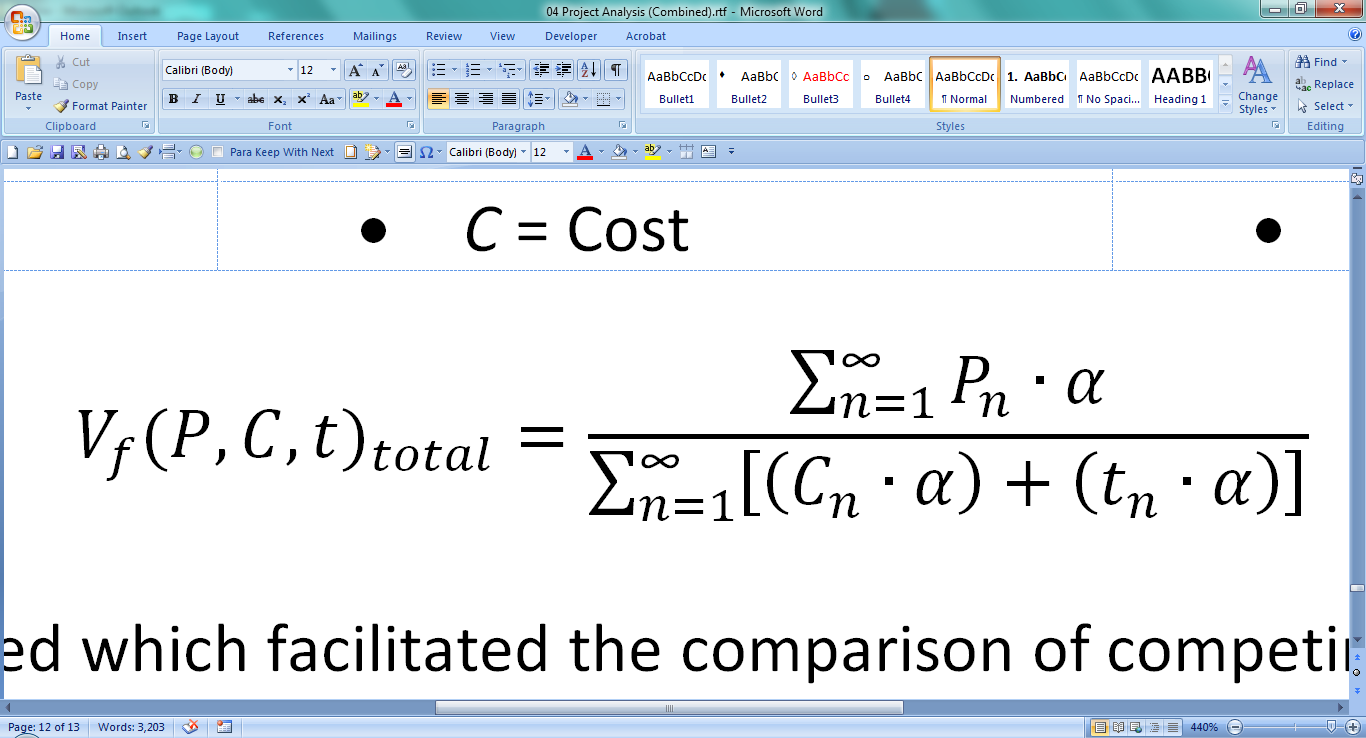 04 Project Analysis (Combined).rtf - Microsoft Word
Home Insert Page Layout References Mailings Review View Developer Acrobat
Paste
Cut
Copy
Format Painter
Clipboard
Calibri (Body) 12
B I U abc x₂ x² Aa
Font
Paragraph
AaBbCcDc AaBbC AaBbCc AaBbC AaBbCcDc 1. AaBbC AaBbCcDc AABB
Bullet1 Bullet2 Bullet3 Bullet4 ¶ Normal Numbered ¶ No Spaci... Heading 1
Change Styles
Styles
Find
Replace
Select
Editing
Para Keep With Next Calibri (Body) 12
• C = Cost •
V_f(P, C, t)_total = ∑_{n=1}^∞ P_n · α / ∑_{n=1}^∞[(C_n · α) + (t_n · α)]
ed which facilitated the comparison of competi
Page: 12 of 13 Words: 3,203 440%